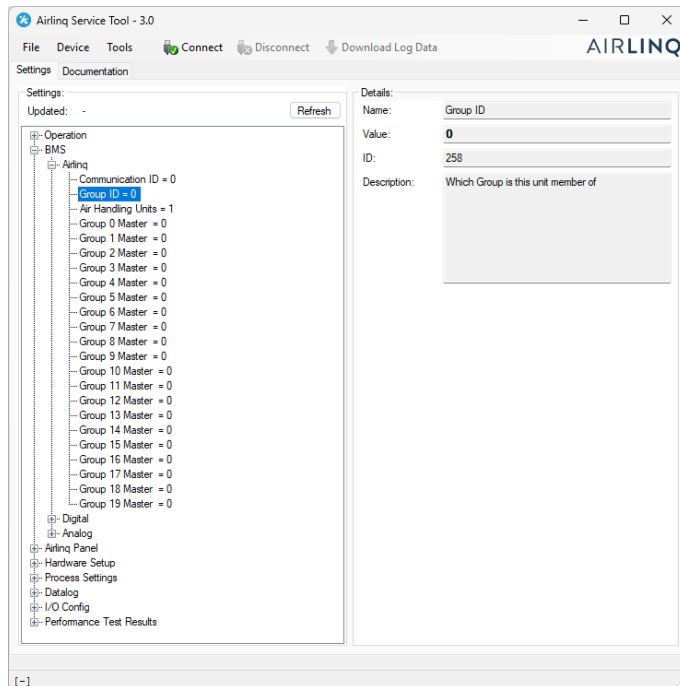 Airlinq Service Tool - 3.0
File Device Tools Connect Disconnect Download Log Data AIRLINQ
Settings Documentation
Settings:
Updated: - Refresh
Operation
BMS
Airlinq
Communication ID = 0
Group ID = 0
Air Handling Units = 1
Group 0 Master = 0
Group 1 Master = 0
Group 2 Master = 0
Group 3 Master = 0
Group 4 Master = 0
Group 5 Master = 0
Group 6 Master = 0
Group 7 Master = 0
Group 8 Master = 0
Group 9 Master = 0
Group 10 Master = 0
Group 11 Master = 0
Group 12 Master = 0
Group 13 Master = 0
Group 14 Master = 0
Group 15 Master = 0
Group 16 Master = 0
Group 17 Master = 0
Group 18 Master = 0
Group 19 Master = 0
Digital
Analog
Airlinq Panel
Hardware Setup
Process Settings
Datalog
I/O Config
Performance Test Results
Details:
Name: Group ID
Value: 0
ID: 258
Description: Which Group is this unit member of
[-]